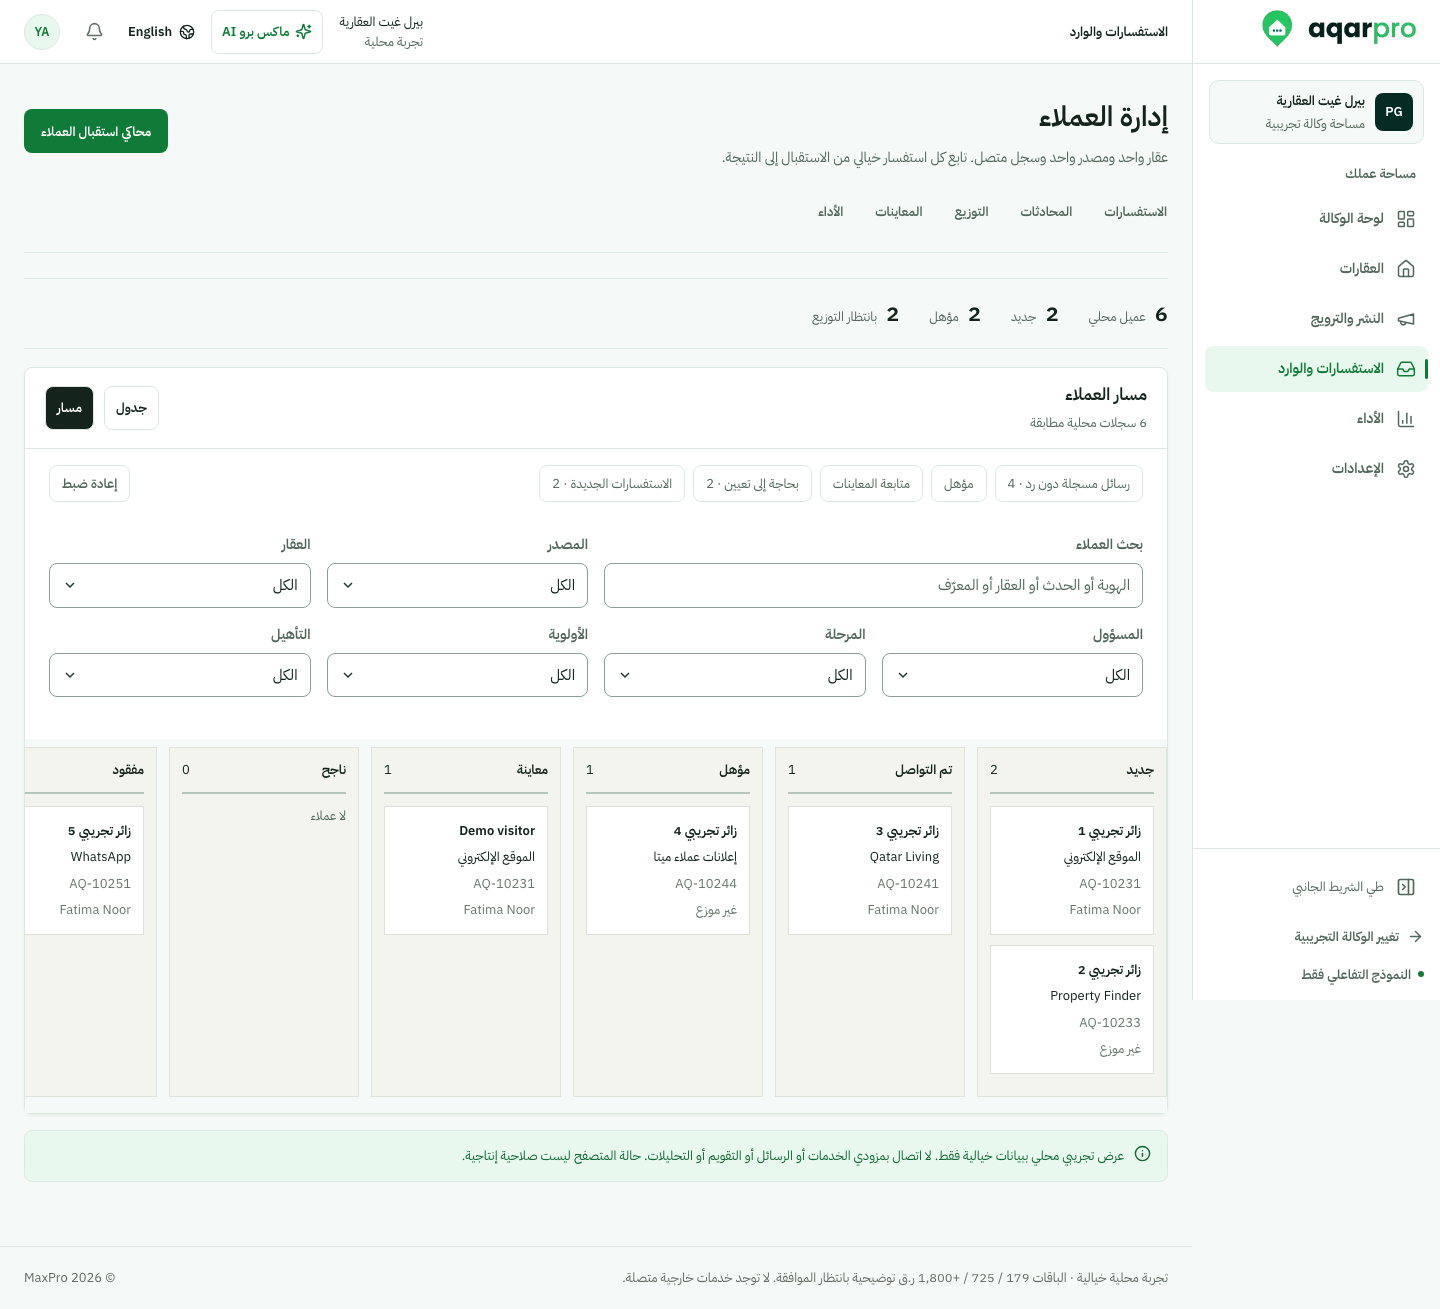 aqarpro
الاستفسارات والوارد
بيرل غيت العقارية
تجربة محلية
ماكس برو AI
English
YA
PG
بيرل غيت العقارية
مساحة وكالة تجريبية
مساحة عملك
لوحة الوكالة
العقارات
النشر والترويج
الاستفسارات والوارد
الأداء
الإعدادات
طي الشريط الجانبي
تغيير الوكالة التجريبية
النموذج التفاعلي فقط
إدارة العملاء
عقار واحد ومصدر واحد وسجل متصل. تابع كل استفسار خيالي من الاستقبال إلى النتيجة.
محاكي استقبال العملاء
الاستفسارات المحادثات التوزيع المعاينات الأداء
6 عميل محلي 2 جديد 2 مؤهل 2 بانتظار التوزيع
مسار العملاء
6 سجلات محلية مطابقة
جدول مسار
رسائل مسجلة دون رد · 4 مؤهل متابعة المعاينات بحاجة إلى تعيين · 2 الاستفسارات الجديدة · 2 إعادة ضبط
بحث العملاء المصدر العقار
الهوية أو الحدث أو العقار أو المعرّف الكل الكل
المسؤول المرحلة الأولوية التأهيل
الكل الكل الكل الكل
جديد 2
زائر تجريبي 1
الموقع الإلكتروني
AQ-10231
Fatima Noor
زائر تجريبي 2
Property Finder
AQ-10233
غير موزع
تم التواصل 1
زائر تجريبي 3
Qatar Living
AQ-10241
Fatima Noor
مؤهل 1
زائر تجريبي 4
إعلانات عملاء ميتا
AQ-10244
غير موزع
معاينة 1
Demo visitor
الموقع الإلكتروني
AQ-10231
Fatima Noor
ناجح 0
لا عملاء
مفقود
زائر تجريبي 5
WhatsApp
AQ-10251
Fatima Noor
عرض تجريبي محلي ببيانات خيالية فقط. لا اتصال بمزودي الخدمات أو الرسائل أو التقويم أو التحليلات. حالة المتصفح ليست صلاحية إنتاجية.
تجربة محلية خيالية · الباقات 179 / 725 / 1,800+ ر.ق توضيحية بانتظار الموافقة. لا توجد خدمات خارجية متصلة.
© 2026 MaxPro